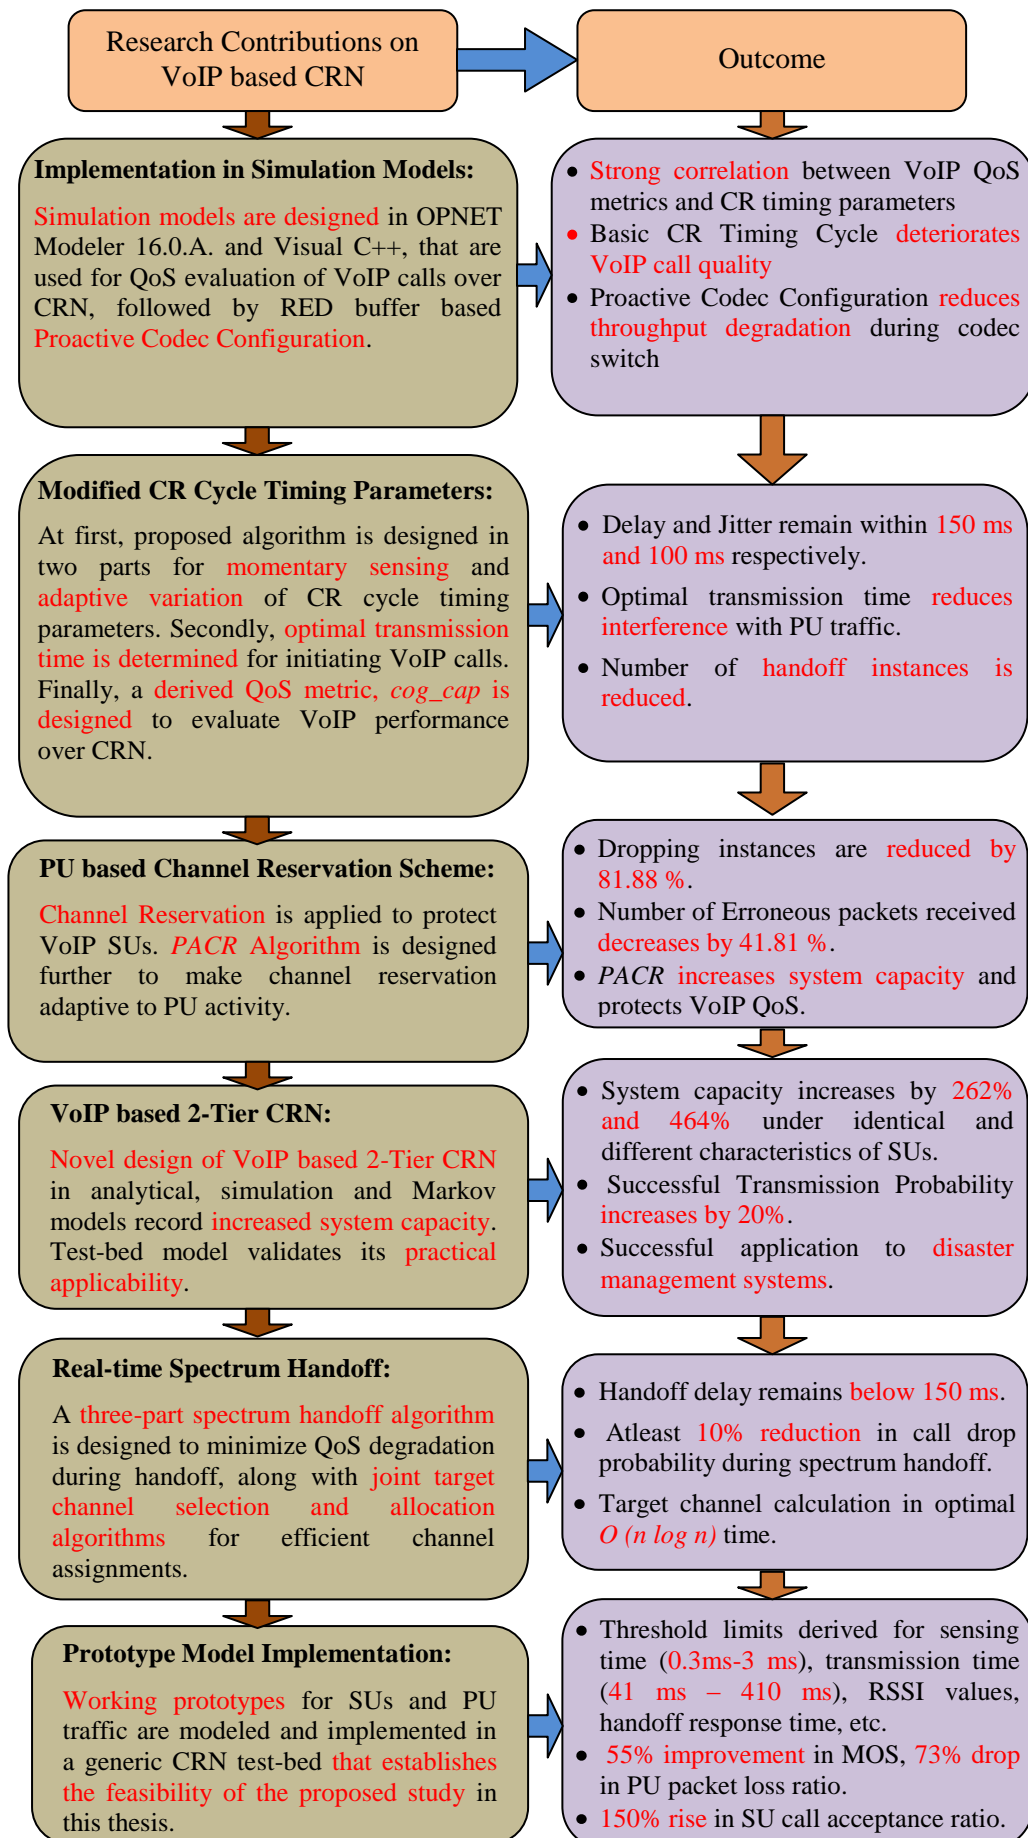 Research Contributions on
VoIP based CRN
Outcome
Implementation in Simulation Models:
Simulation models are designed in OPNET
Modeler 16.0.A. and Visual C++, that are
used for QoS evaluation of VoIP calls over
CRN, followed by RED buffer based
Proactive Codec Configuration.
• Strong correlation between VoIP QoS
metrics and CR timing parameters
• Basic CR Timing Cycle deteriorates
VoIP call quality
• Proactive Codec Configuration reduces
throughput degradation during codec
switch
Modified CR Cycle Timing Parameters:
At first, proposed algorithm is designed in
two parts for momentary sensing and
adaptive variation of CR cycle timing
parameters. Secondly, optimal transmission
time is determined for initiating VoIP calls.
Finally, a derived QoS metric, cog_cap is
designed to evaluate VoIP performance
over CRN.
• Delay and Jitter remain within 150 ms
and 100 ms respectively.
• Optimal transmission time reduces
interference with PU traffic.
• Number of handoff instances is
reduced.
PU based Channel Reservation Scheme:
Channel Reservation is applied to protect
VoIP SUs. PACR Algorithm is designed
further to make channel reservation
adaptive to PU activity.
• Dropping instances are reduced by
81.88 %.
• Number of Erroneous packets received
decreases by 41.81 %.
• PACR increases system capacity and
protects VoIP QoS.
VoIP based 2-Tier CRN:
Novel design of VoIP based 2-Tier CRN
in analytical, simulation and Markov
models record increased system capacity.
Test-bed model validates its practical
applicability.
• System capacity increases by 262%
and 464% under identical and
different characteristics of SUs.
• Successful Transmission Probability
increases by 20%.
• Successful application to disaster
management systems.
Real-time Spectrum Handoff:
A three-part spectrum handoff algorithm
is designed to minimize QoS degradation
during handoff, along with joint target
channel selection and allocation
algorithms for efficient channel
assignments.
• Handoff delay remains below 150 ms.
• Atleast 10% reduction in call drop
probability during spectrum handoff.
• Target channel calculation in optimal
O (n log n) time.
Prototype Model Implementation:
Working prototypes for SUs and PU
traffic are modeled and implemented in
a generic CRN test-bed that establishes
the feasibility of the proposed study in
this thesis.
• Threshold limits derived for sensing
time (0.3ms-3 ms), transmission time
(41 ms – 410 ms), RSSI values,
handoff response time, etc.
• 55% improvement in MOS, 73% drop
in PU packet loss ratio.
• 150% rise in SU call acceptance ratio.